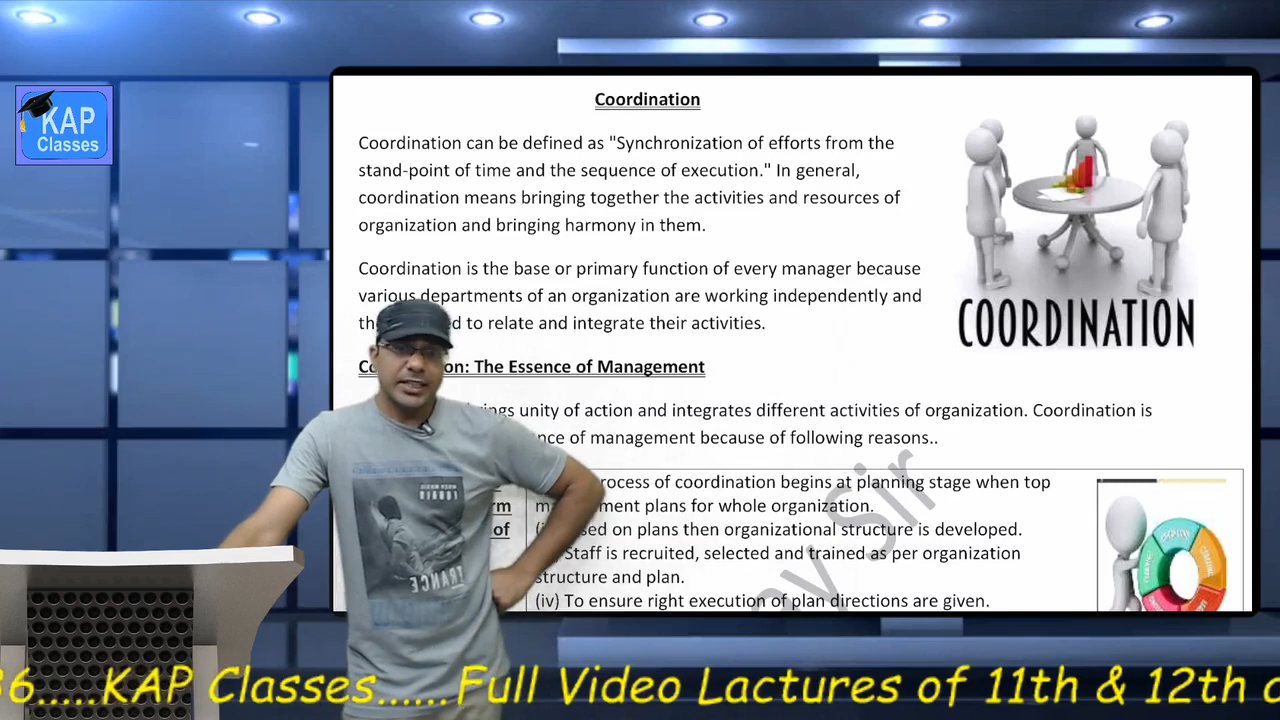 KAP
Classes
Coordination
Coordination can be defined as "Synchronization of efforts from the
stand-point of time and the sequence of execution." In general,
coordination means bringing together the activities and resources of
organization and bringing harmony in them.
Coordination is the base or primary function of every manager because
various departments of an organization are working independently and
to relate and integrate their activities.
COORDINATION
The Essence of Management
unity of action and integrates different activities of organization. Coordination is
of management because of following reasons..
of coordination begins at planning stage when top
plans for whole organization.
of
on plans then organizational structure is developed.
Staff is recruited, selected and trained as per organization
structure and plan.
(iv) To ensure right execution of plan directions are given.
Sir
TRANCE
36.....KAP Classes......Full Video Lactures of 11th & 12th